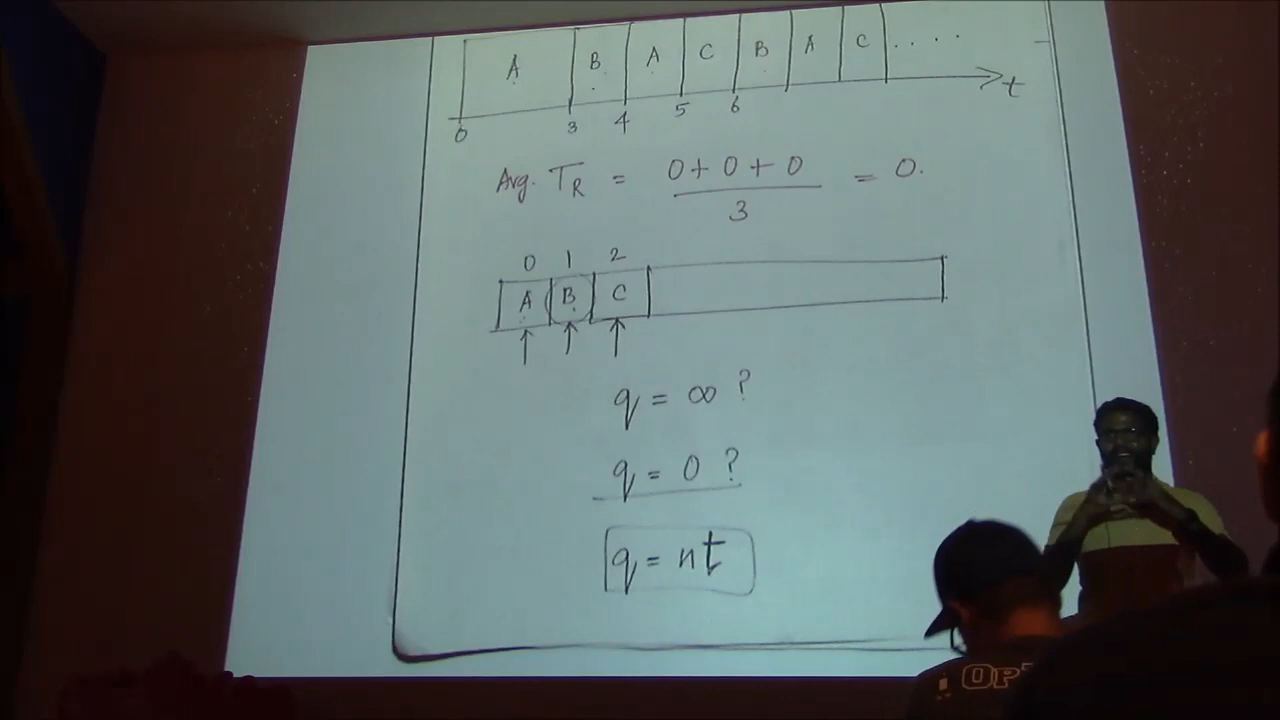 A B A C B A C ....
0 3 4 5 6 t
Avg. T_R = 0 + 0 + 0 / 3 = 0.
0 1 2
A B C
q = ∞ ?
q = 0 ?
q = nt